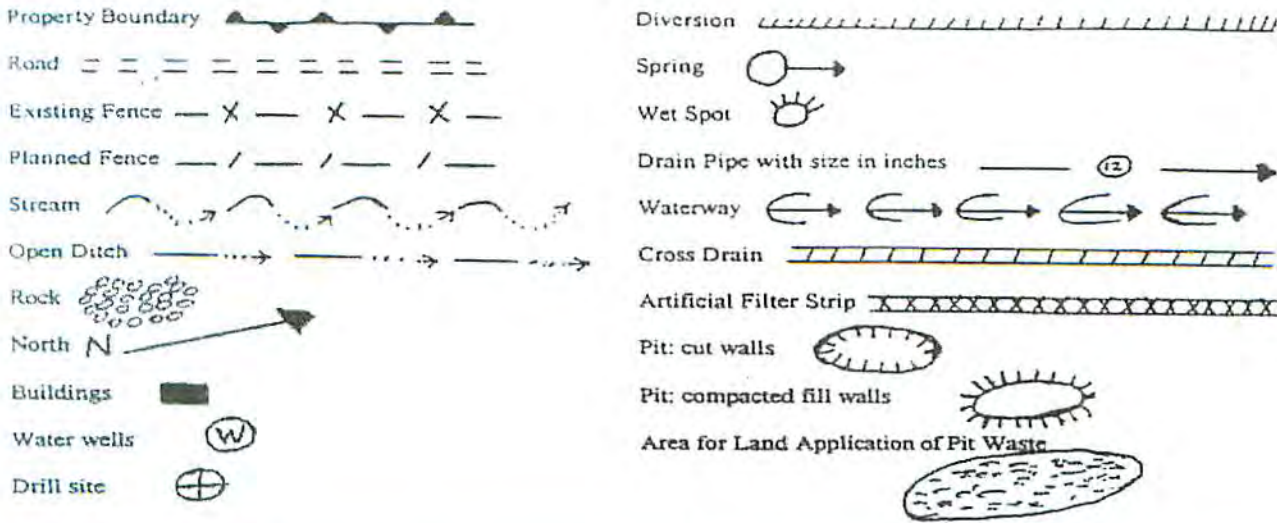 Property Boundary
Road
Existing Fence
Planned Fence
Stream
Open Ditch
Rock
North N
Buildings
Water wells W
Drill site
Diversion
Spring
Wet Spot
Drain Pipe with size in inches 12
Waterway
Cross Drain
Artificial Filter Strip
Pit: cut walls
Pit: compacted fill walls
Area for Land Application of Pit Waste